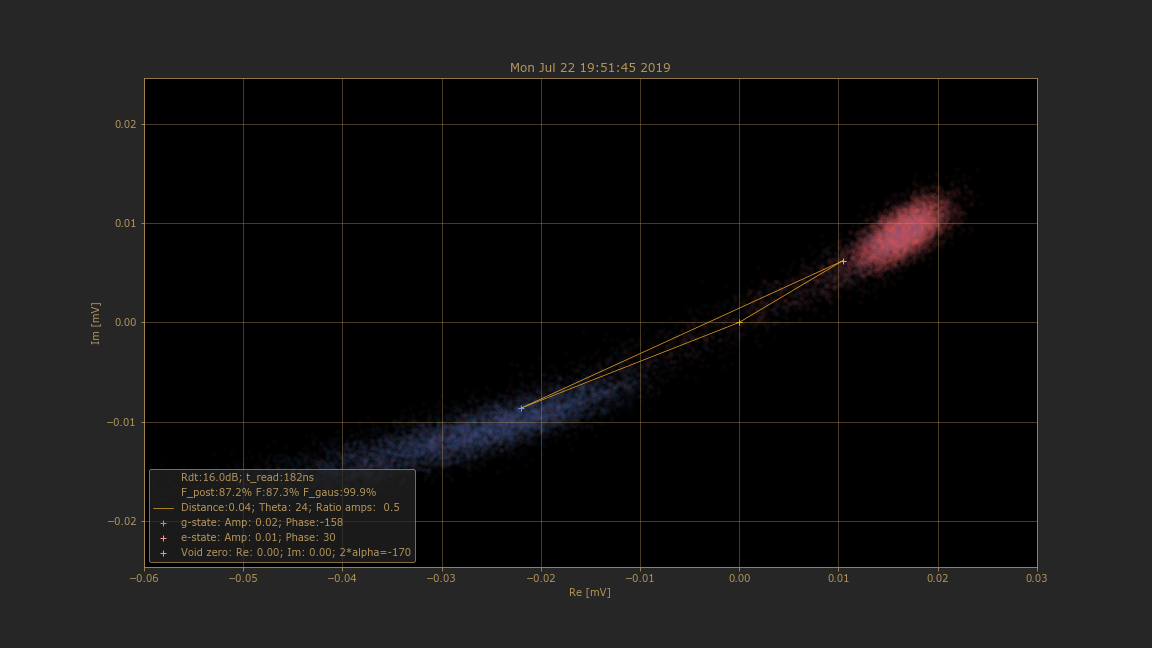 Mon Jul 22 19:51:45 2019
0.02
0.01
0.00
−0.01
−0.02
Im [mV]
Rdt:16.0dB; t_read:182ns
F_post:87.2% F:87.3% F_gaus:99.9%
Distance:0.04; Theta: 24; Ratio amps:  0.5
g-state: Amp: 0.02; Phase:-158
e-state: Amp: 0.01; Phase: 30
Void zero: Re: 0.00; Im: 0.00; 2*alpha=-170
−0.06 −0.05 −0.04 −0.03 −0.02 −0.01 0.00 0.01 0.02 0.03
Re [mV]